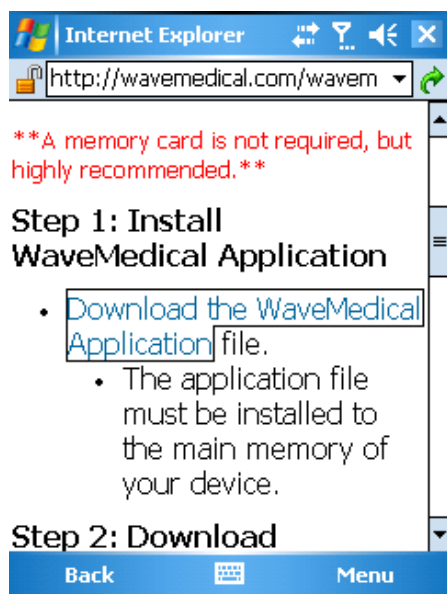 Internet Explorer
http://wavemedical.com/wavem
**A memory card is not required, but
highly recommended.**
Step 1: Install
WaveMedical Application
• Download the WaveMedical
Application file.
• The application file
must be installed to
the main memory of
your device.
Step 2: Download
Back Menu